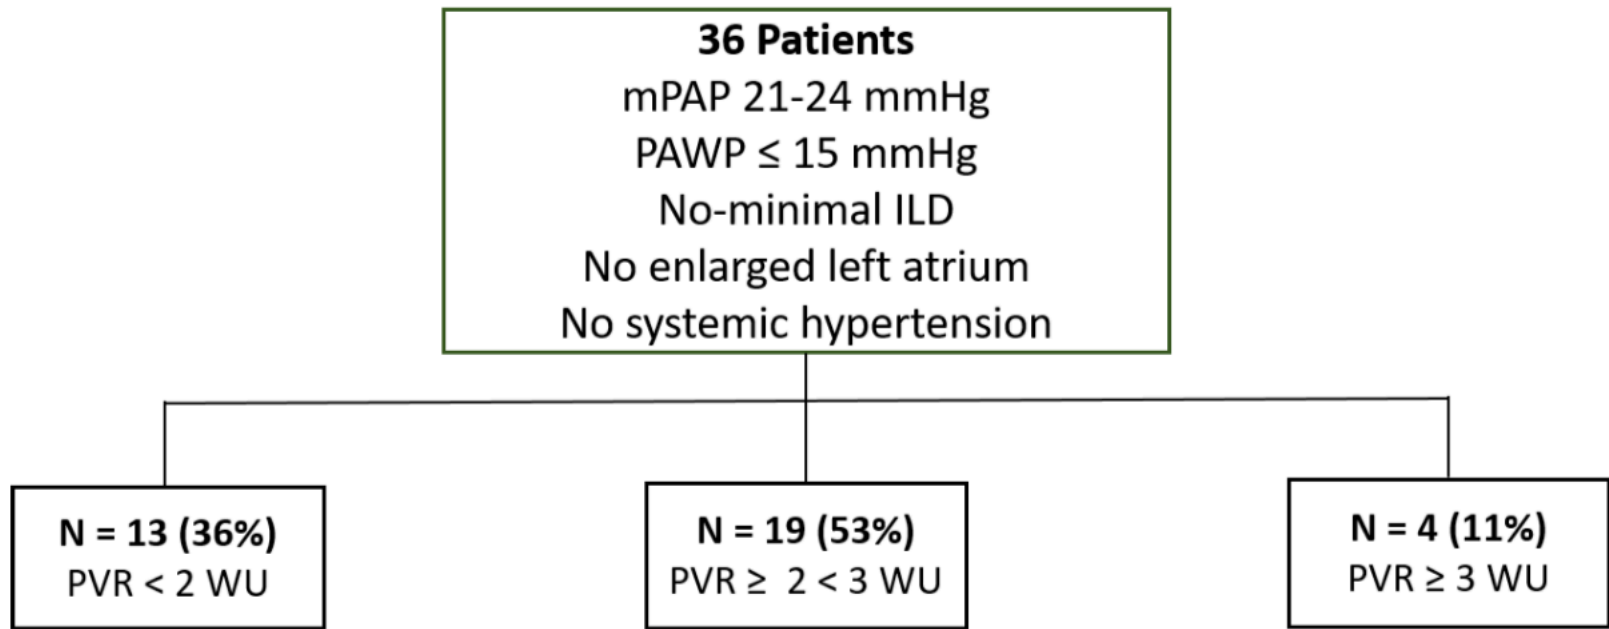 36 Patients
mPAP 21-24 mmHg
PAWP ≤ 15 mmHg
No-minimal ILD
No enlarged left atrium
No systemic hypertension
N = 13 (36%)
PVR < 2 WU
N = 19 (53%)
PVR ≥  2 < 3 WU
N = 4 (11%)
PVR ≥ 3 WU